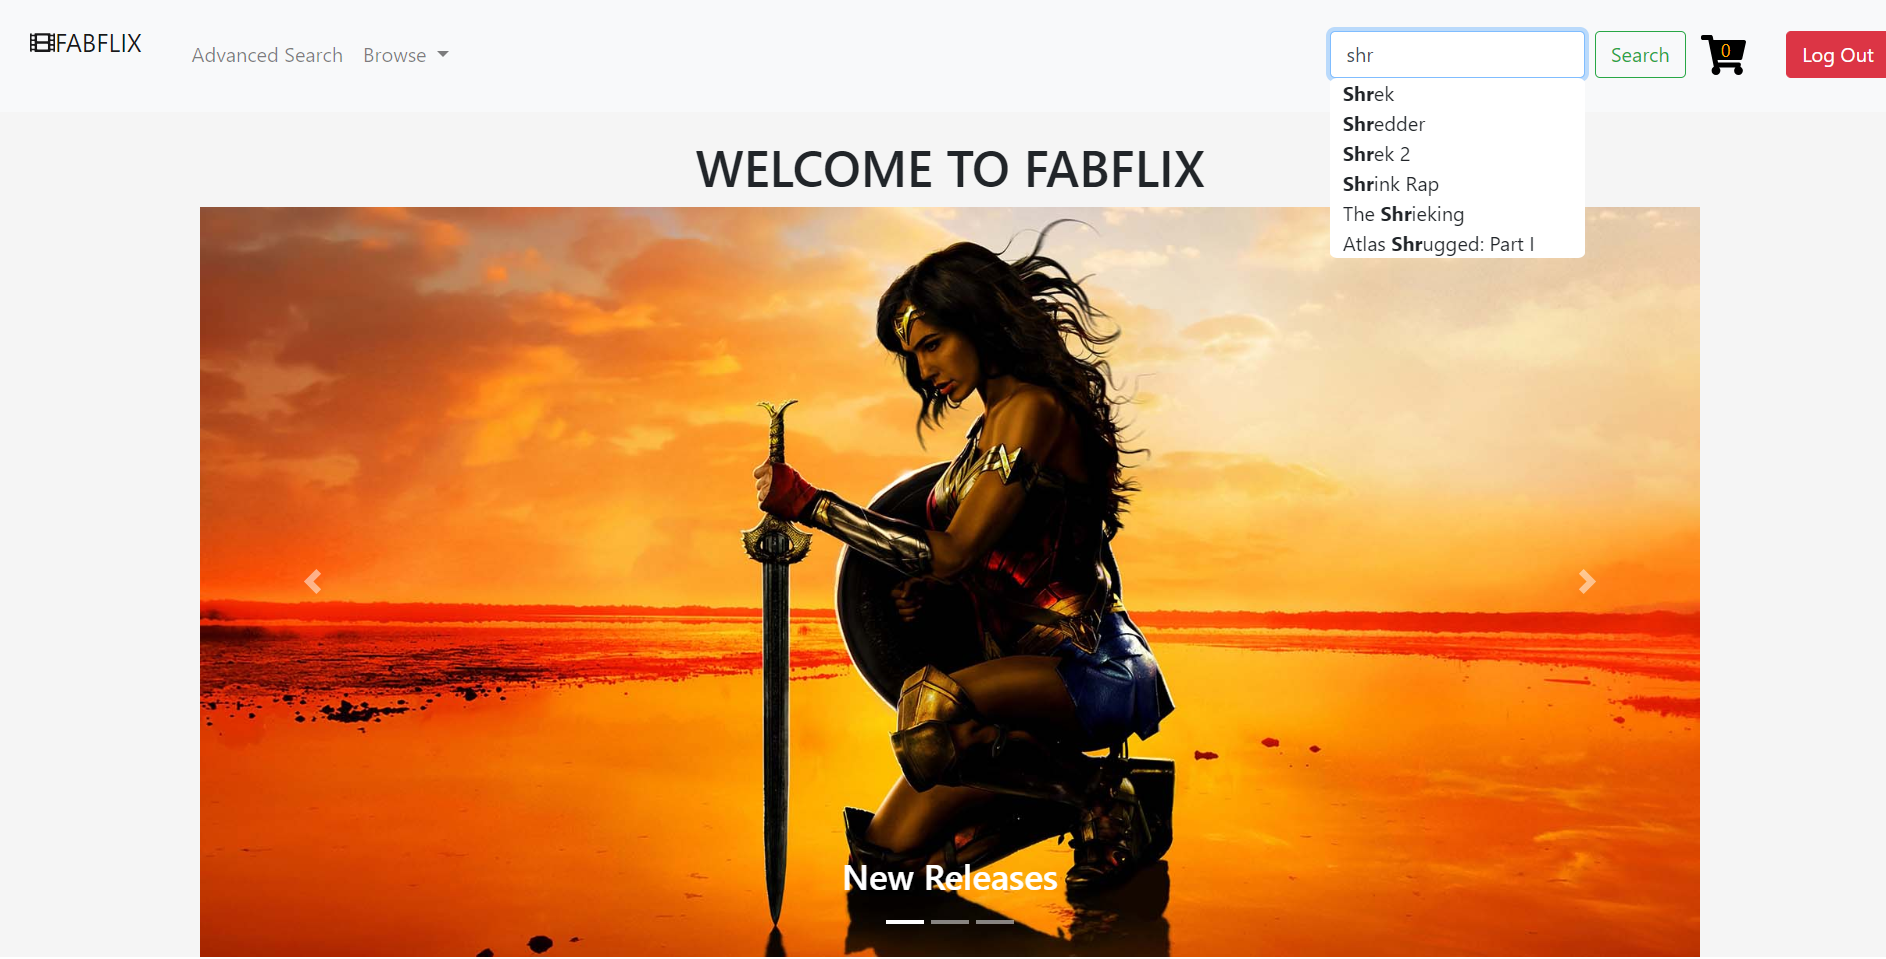 FABFLIX
Advanced Search
Browse
shr
Search
0
Log Out
Shrek
Shredder
Shrek 2
Shrink Rap
The Shrieking
Atlas Shrugged: Part I
WELCOME TO FABFLIX
New Releases